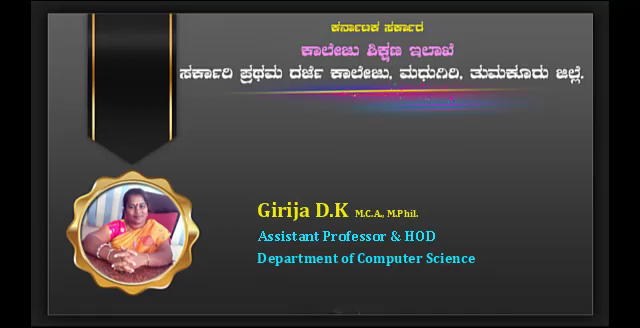 ಕರ್ನಾಟಕ ಸರ್ಕಾರ
ಕಾಲೇಜು ಶಿಕ್ಷಣ ಇಲಾಖೆ
ಸರ್ಕಾರಿ ಪ್ರಥಮ ದರ್ಜೆ ಕಾಲೇಜು, ಮಧುಗಿರಿ, ತುಮಕೂರು ಜಿಲ್ಲೆ.
Girija D.K M.C.A., M.Phil.
Assistant Professor & HOD
Department of Computer Science